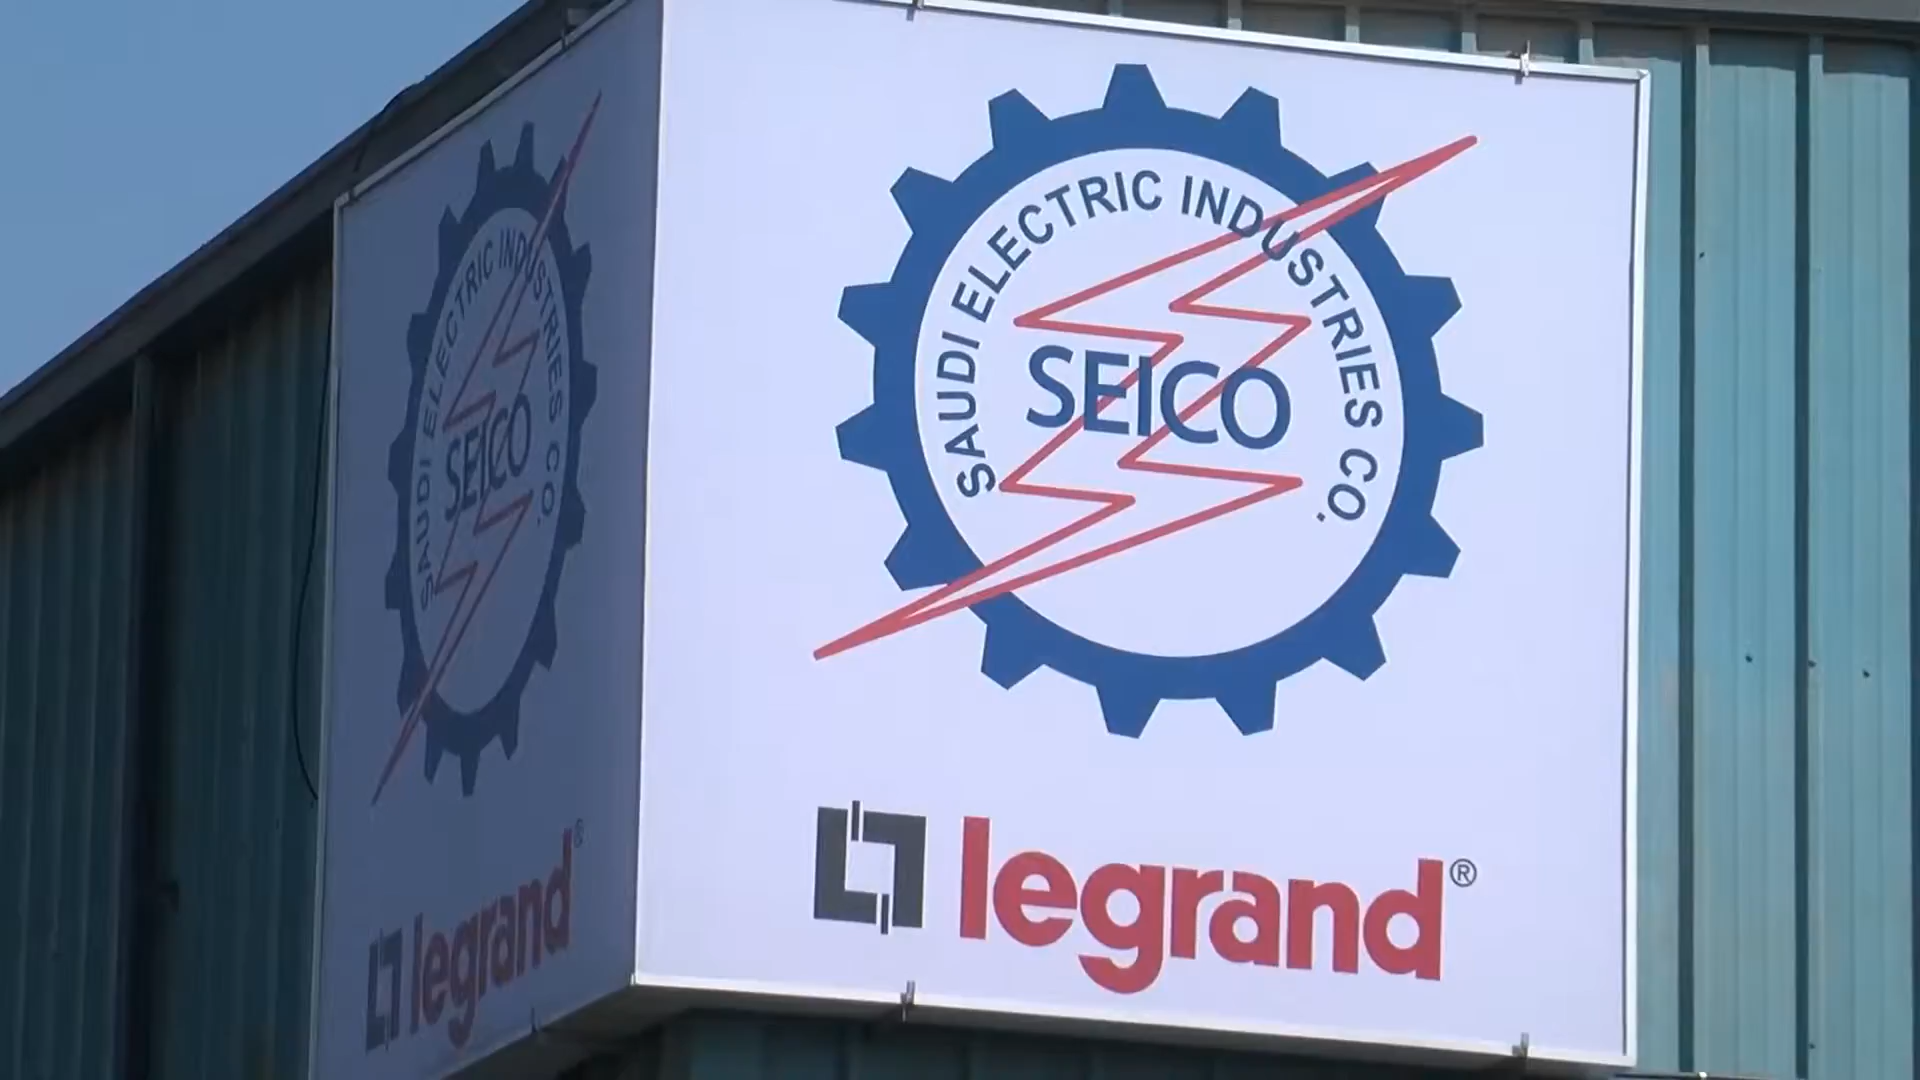 SAUDI ELECTRIC INDUSTRIES CO.
SEICO
legrand®
SAUDI ELECTRIC INDUSTRIES CO.
SEICO
legrand®